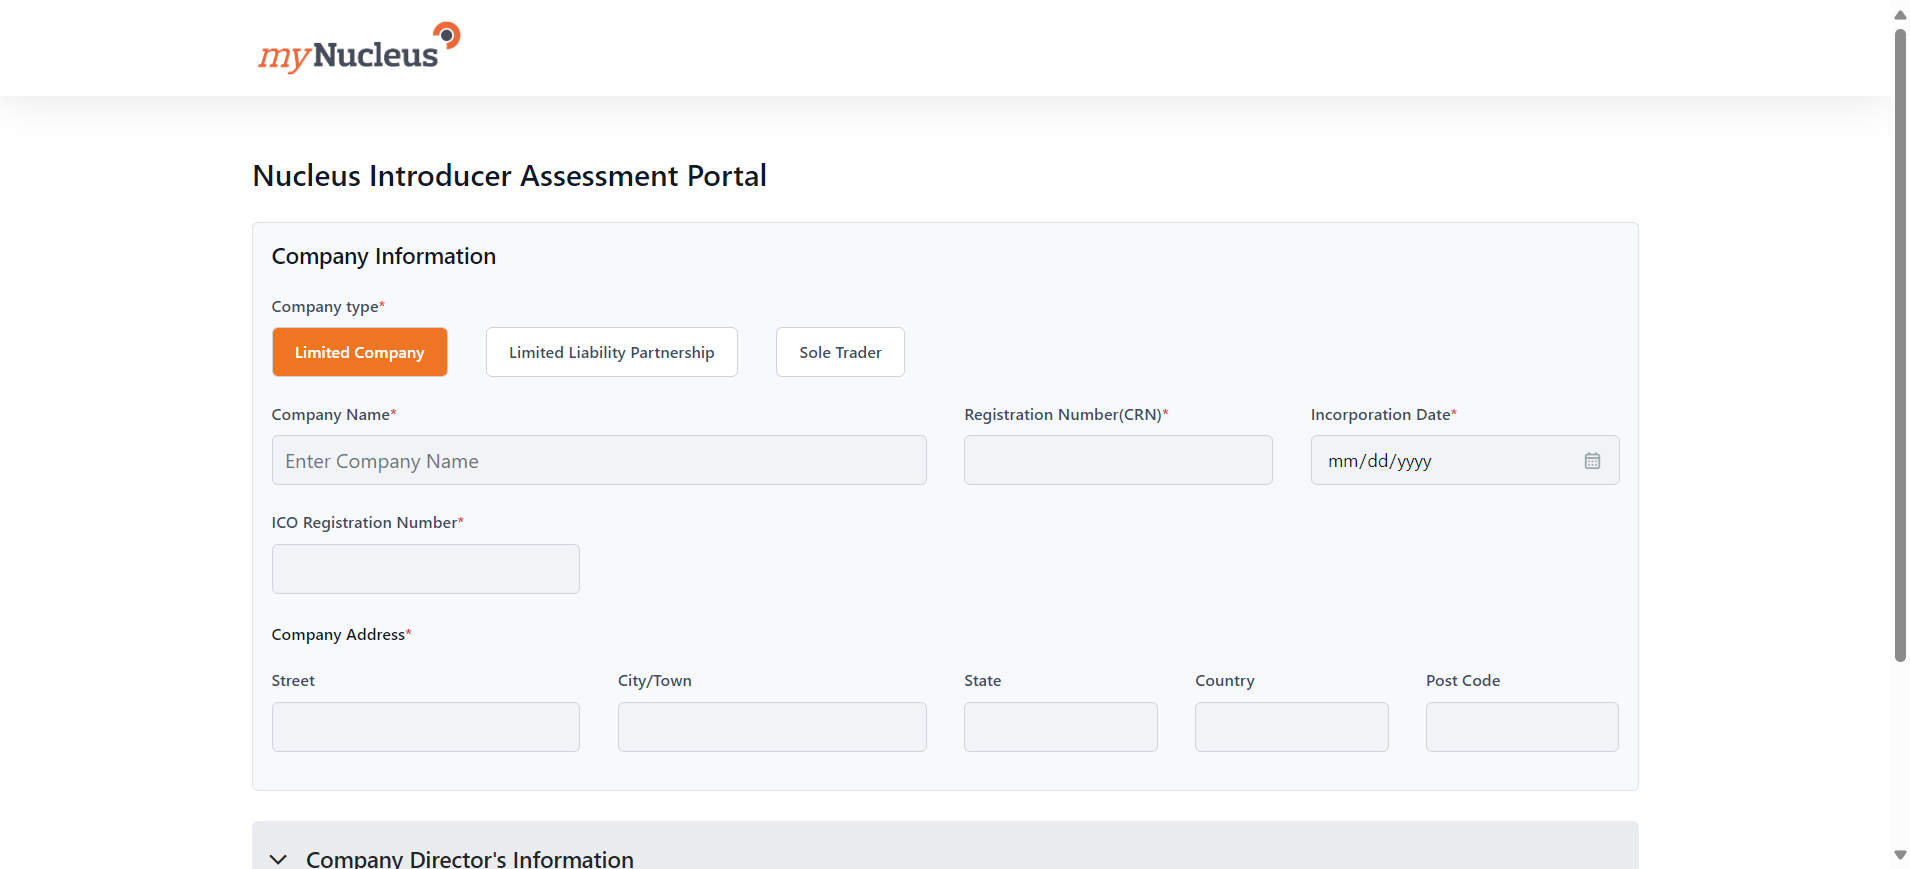 myNucleus
Nucleus Introducer Assessment Portal
Company Information
Company type*
Limited Company Limited Liability Partnership Sole Trader
Company Name* Registration Number(CRN)* Incorporation Date*
Enter Company Name mm/dd/yyyy
ICO Registration Number*
Company Address*
Street City/Town State Country Post Code
Company Director's Information